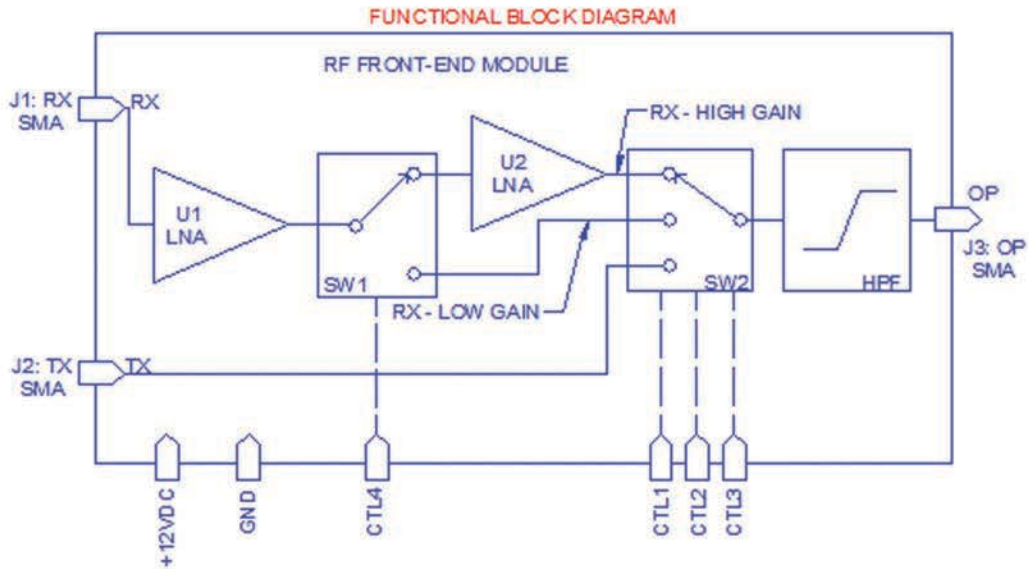 FUNCTIONAL BLOCK DIAGRAM
RF FRONT-END MODULE
J1: RX
SMA
RX
RX - HIGH GAIN
U2
LNA
U1
LNA
OP
J3: OP
SMA
SW1
SW2
HPF
RX - LOW GAIN
J2: TX
SMA
TX
+12VDC
GND
CTL4
CTL1
CTL2
CTL3